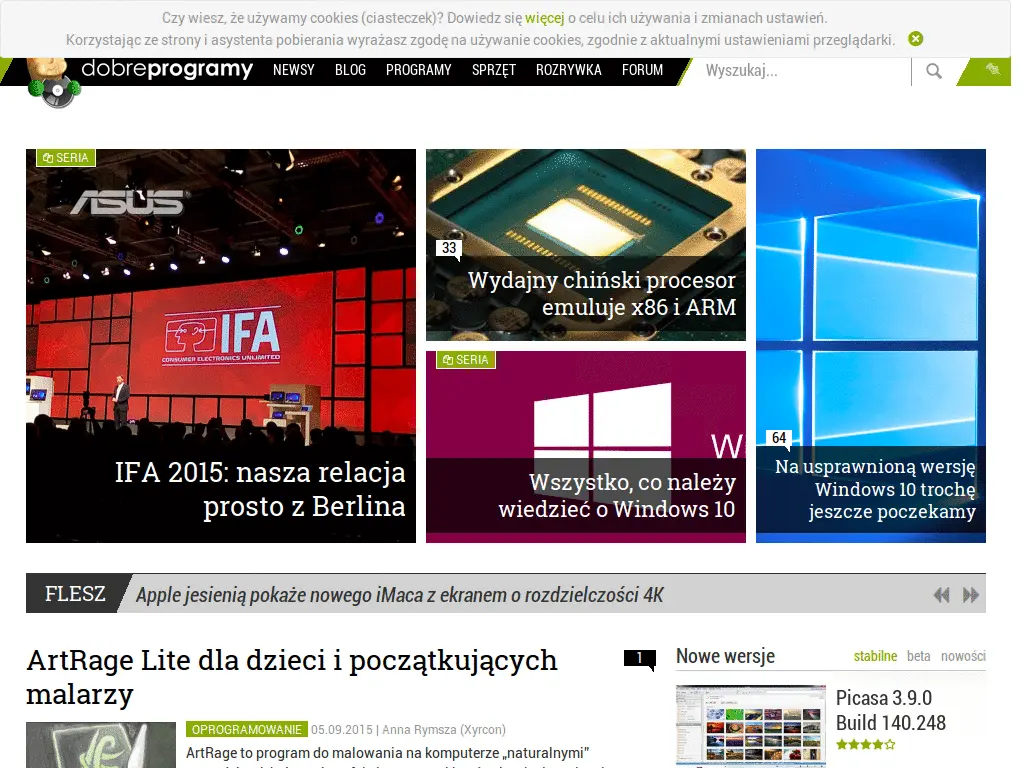 Czy wiesz, że używamy cookies (ciasteczek)? Dowiedz się więcej o celu ich używania i zmianach ustawień.
Korzystając ze strony i asystenta pobierania wyrażasz zgodę na używanie cookies, zgodnie z aktualnymi ustawieniami przeglądarki.
dobreprogramy NEWSY BLOG PROGRAMY SPRZĘT ROZRYWKA FORUM Wyszukaj...
SERIA
ASUS
IFA
CONSUMER ELECTRONICS UNLIMITED
IFA 2015: nasza relacja
prosto z Berlina
33
Wydajny chiński procesor
emuluje x86 i ARM
SERIA
W
Wszystko, co należy
wiedzieć o Windows 10
64
Na usprawnioną wersję
Windows 10 trochę
jeszcze poczekamy
FLESZ Apple jesienią pokaże nowego iMaca z ekranem o rozdzielczości 4K
ArtRage Lite dla dzieci i początkujących
malarzy
1
OPROGRAMOWANIE 05.09.2015 | Anna Rymsza (Xyrcon)
ArtRage to program do malowania na komputerze „naturalnymi”
Nowe wersje stabilne beta nowości
Picasa 3.9.0
Build 140.248